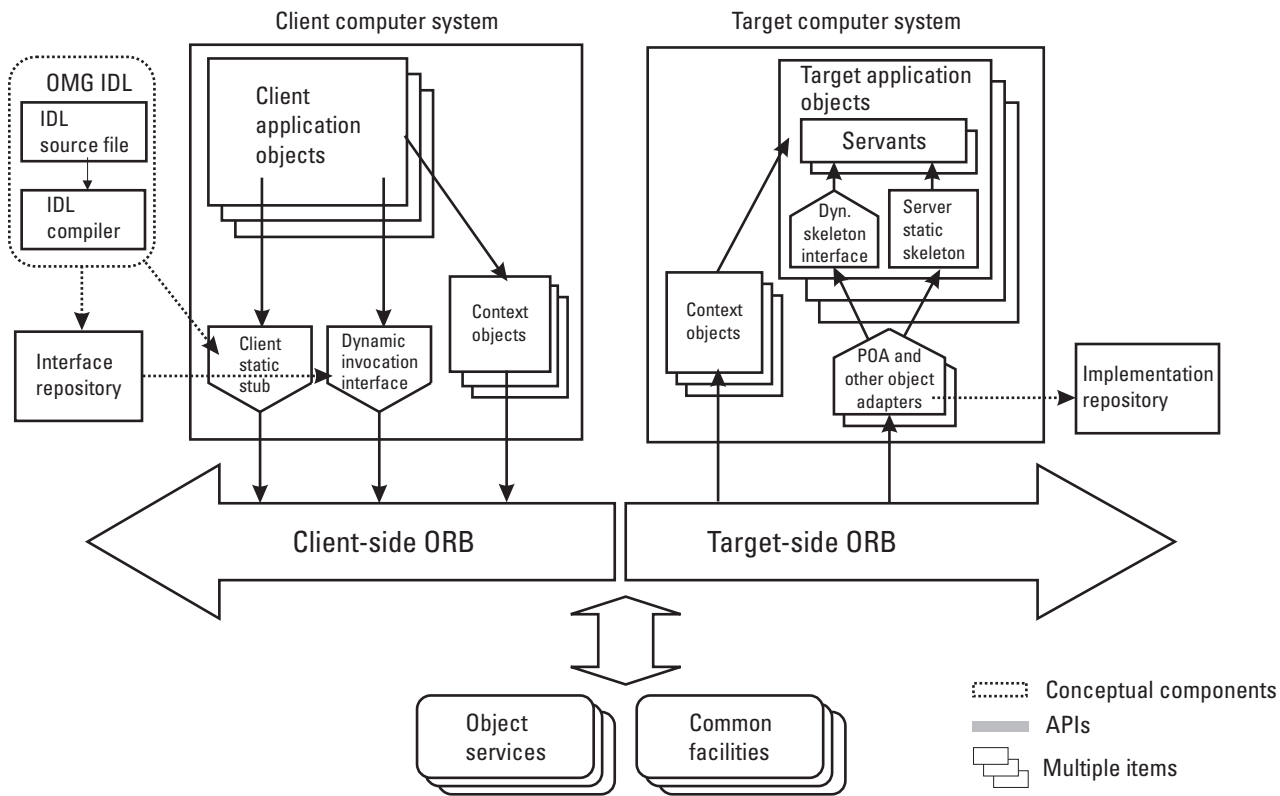 Client computer system
Target computer system
OMG IDL
IDL
source file
IDL
compiler
Interface
repository
Client
application
objects
Client
static
stub
Dynamic
invocation
interface
Context
objects
Target application
objects
Servants
Dyn.
skeleton
interface
Server
static
skeleton
Context
objects
POA and
other object
adapters
Implementation
repository
Client-side ORB
Target-side ORB
Object
services
Common
facilities
Conceptual components
APIs
Multiple items